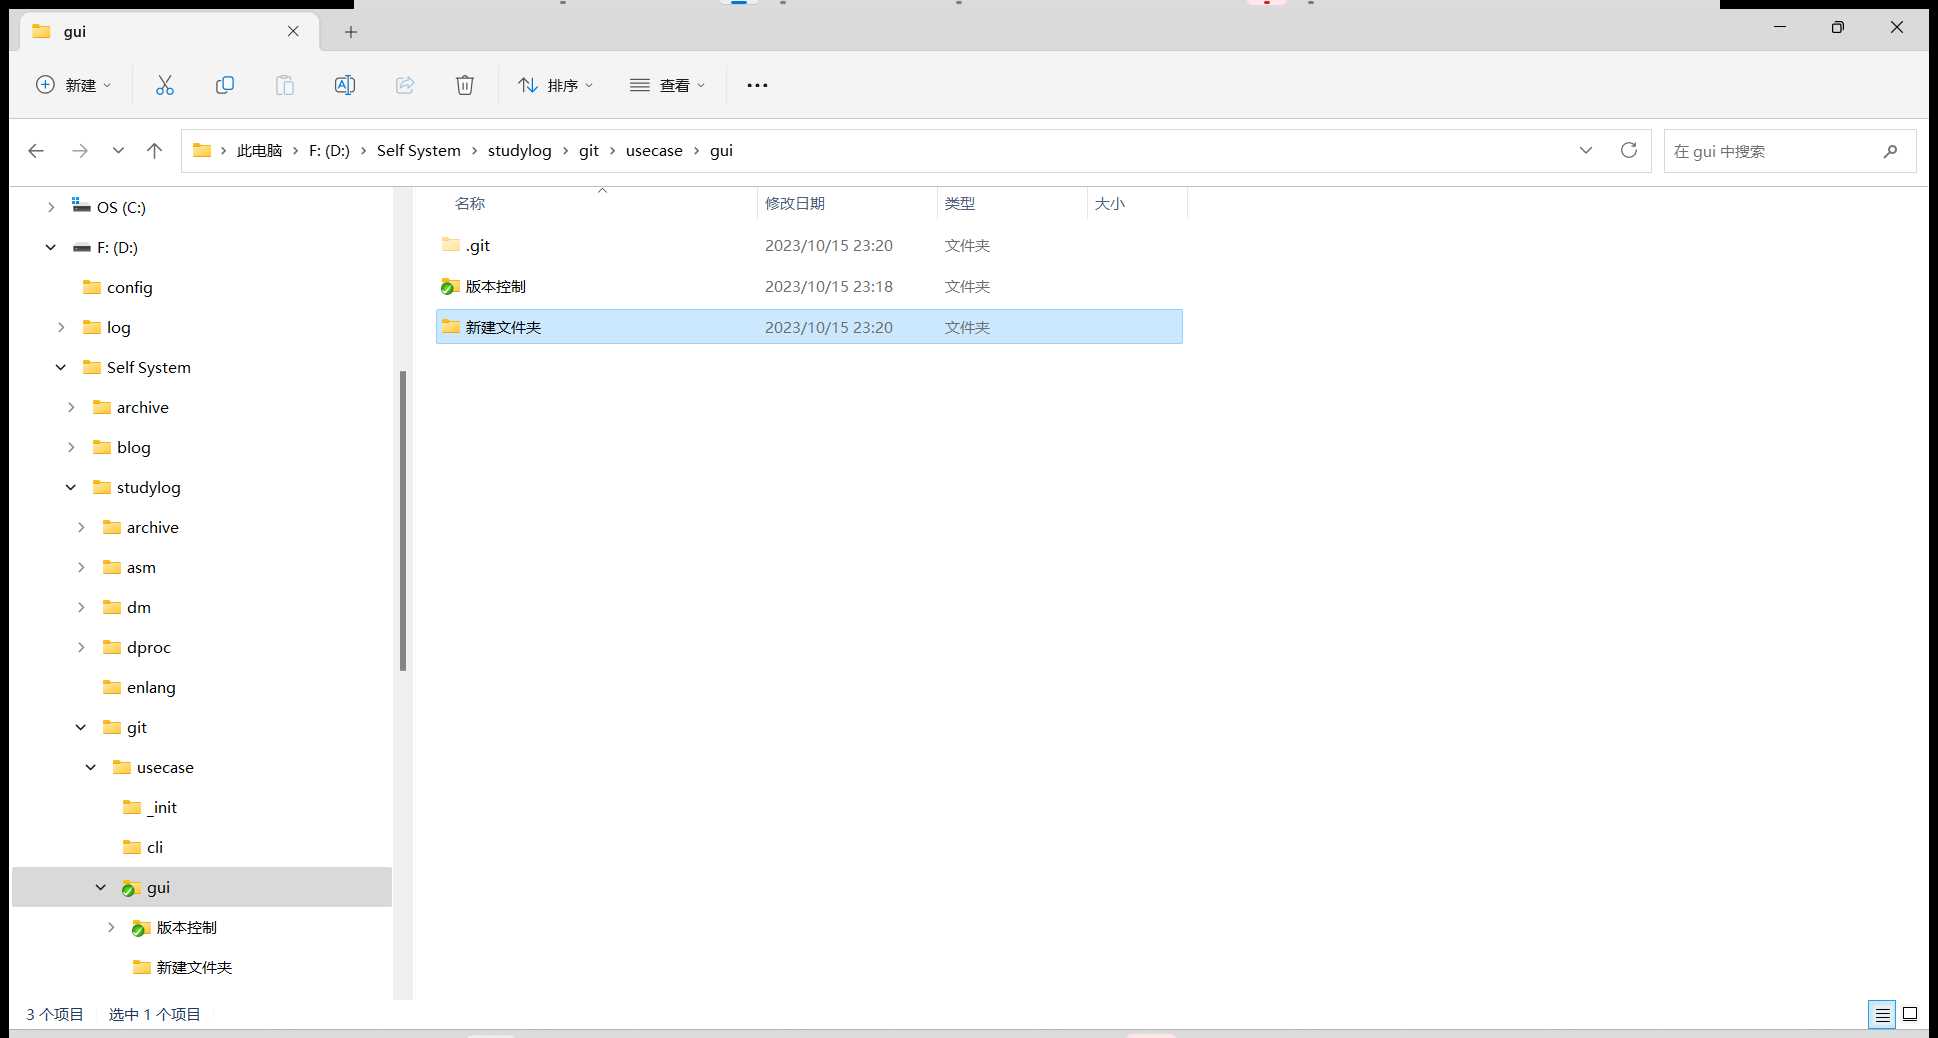 gui
新建
排序
查看
此电脑 F: (D:) Self System studylog git usecase gui
在 gui 中搜索
OS (C:)
F: (D:)
config
log
Self System
archive
blog
studylog
archive
asm
dm
dproc
enlang
git
usecase
_init
cli
gui
版本控制
新建文件夹
名称 修改日期 类型 大小
.git 2023/10/15 23:20 文件夹
版本控制 2023/10/15 23:18 文件夹
新建文件夹 2023/10/15 23:20 文件夹
3 个项目 选中 1 个项目